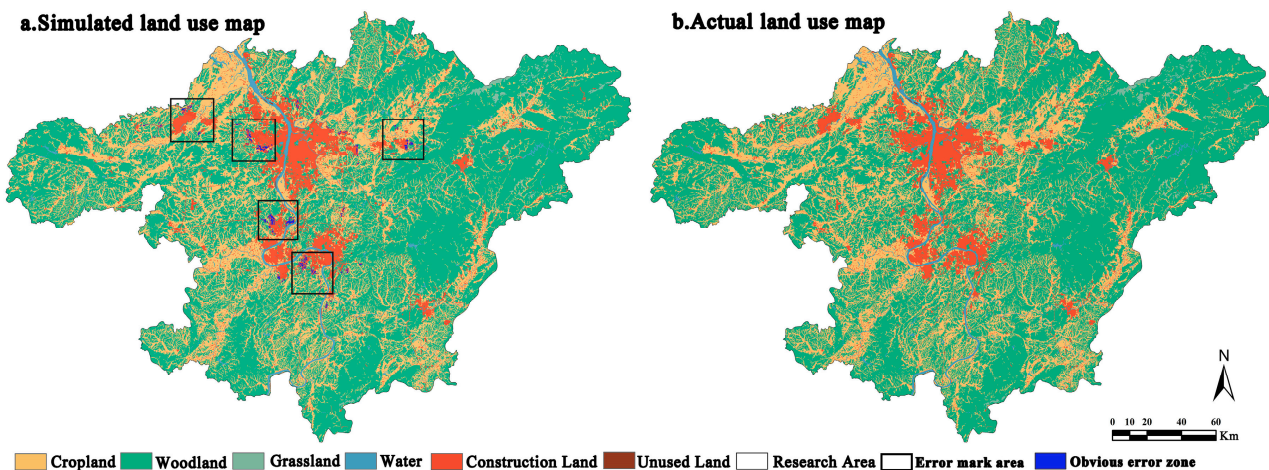 a.Simulated land use map
b.Actual land use map
N
0 10 20 40 60
Km
Cropland Woodland Grassland Water Construction Land Unused Land Research Area Error mark area Obvious error zone